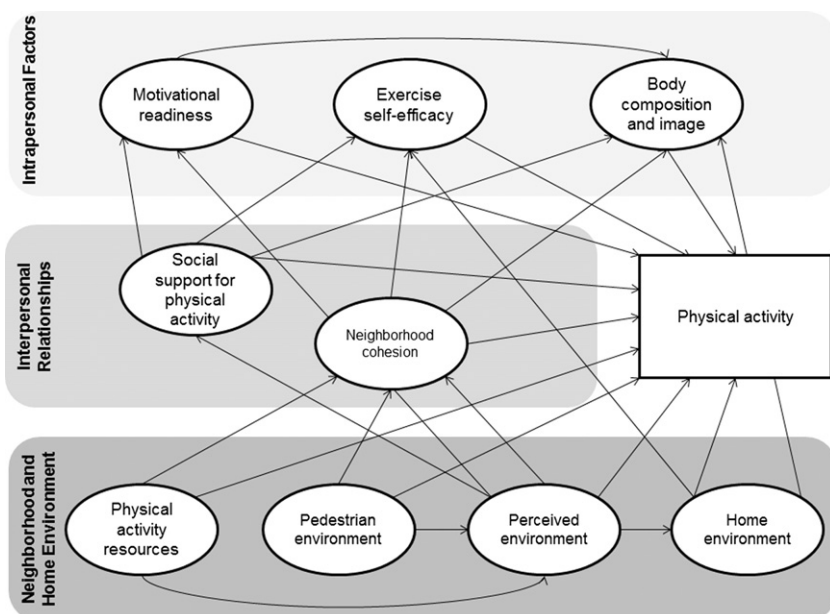 Intrapersonal Factors
Motivational
readiness
Exercise
self-efficacy
Body
composition
and image
Interpersonal
Relationships
Social
support for
physical
activity
Neighborhood
cohesion
Physical activity
Neighborhood and
Home Environment
Physical
activity
resources
Pedestrian
environment
Perceived
environment
Home
environment